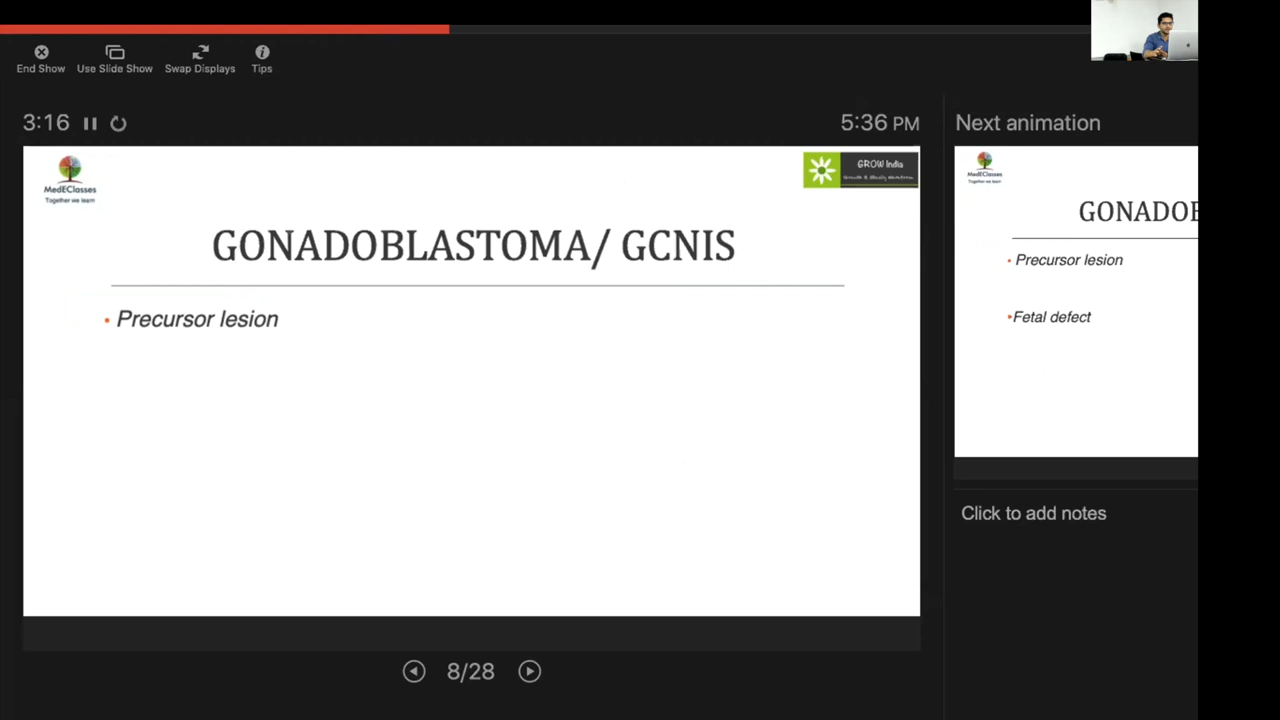 End Show
Use Slide Show
Swap Displays
Tips
3:16
5:36 PM
Next animation
MedEClasses
Together we learn
GROW India
GONADOBLASTOMA/ GCNIS
• Precursor lesion
8/28
MedEClasses
Together we learn
GONADOB
• Precursor lesion
•Fetal defect
Click to add notes